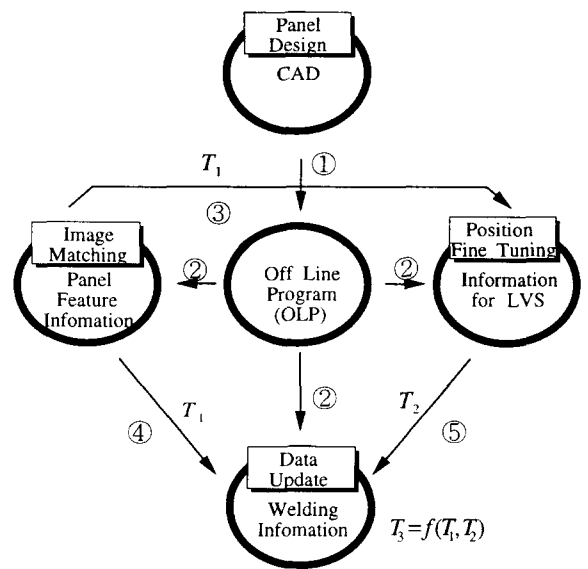 Panel
Design
CAD
T₁
①
③
Image
Matching
Panel
Feature
Infomation
②
Off Line
Program
(OLP)
②
Position
Fine Tuning
Information
for LVS
④
T₁
②
T₂
⑤
Data
Update
Welding
Infomation
T₃=f(T₁,T₂)